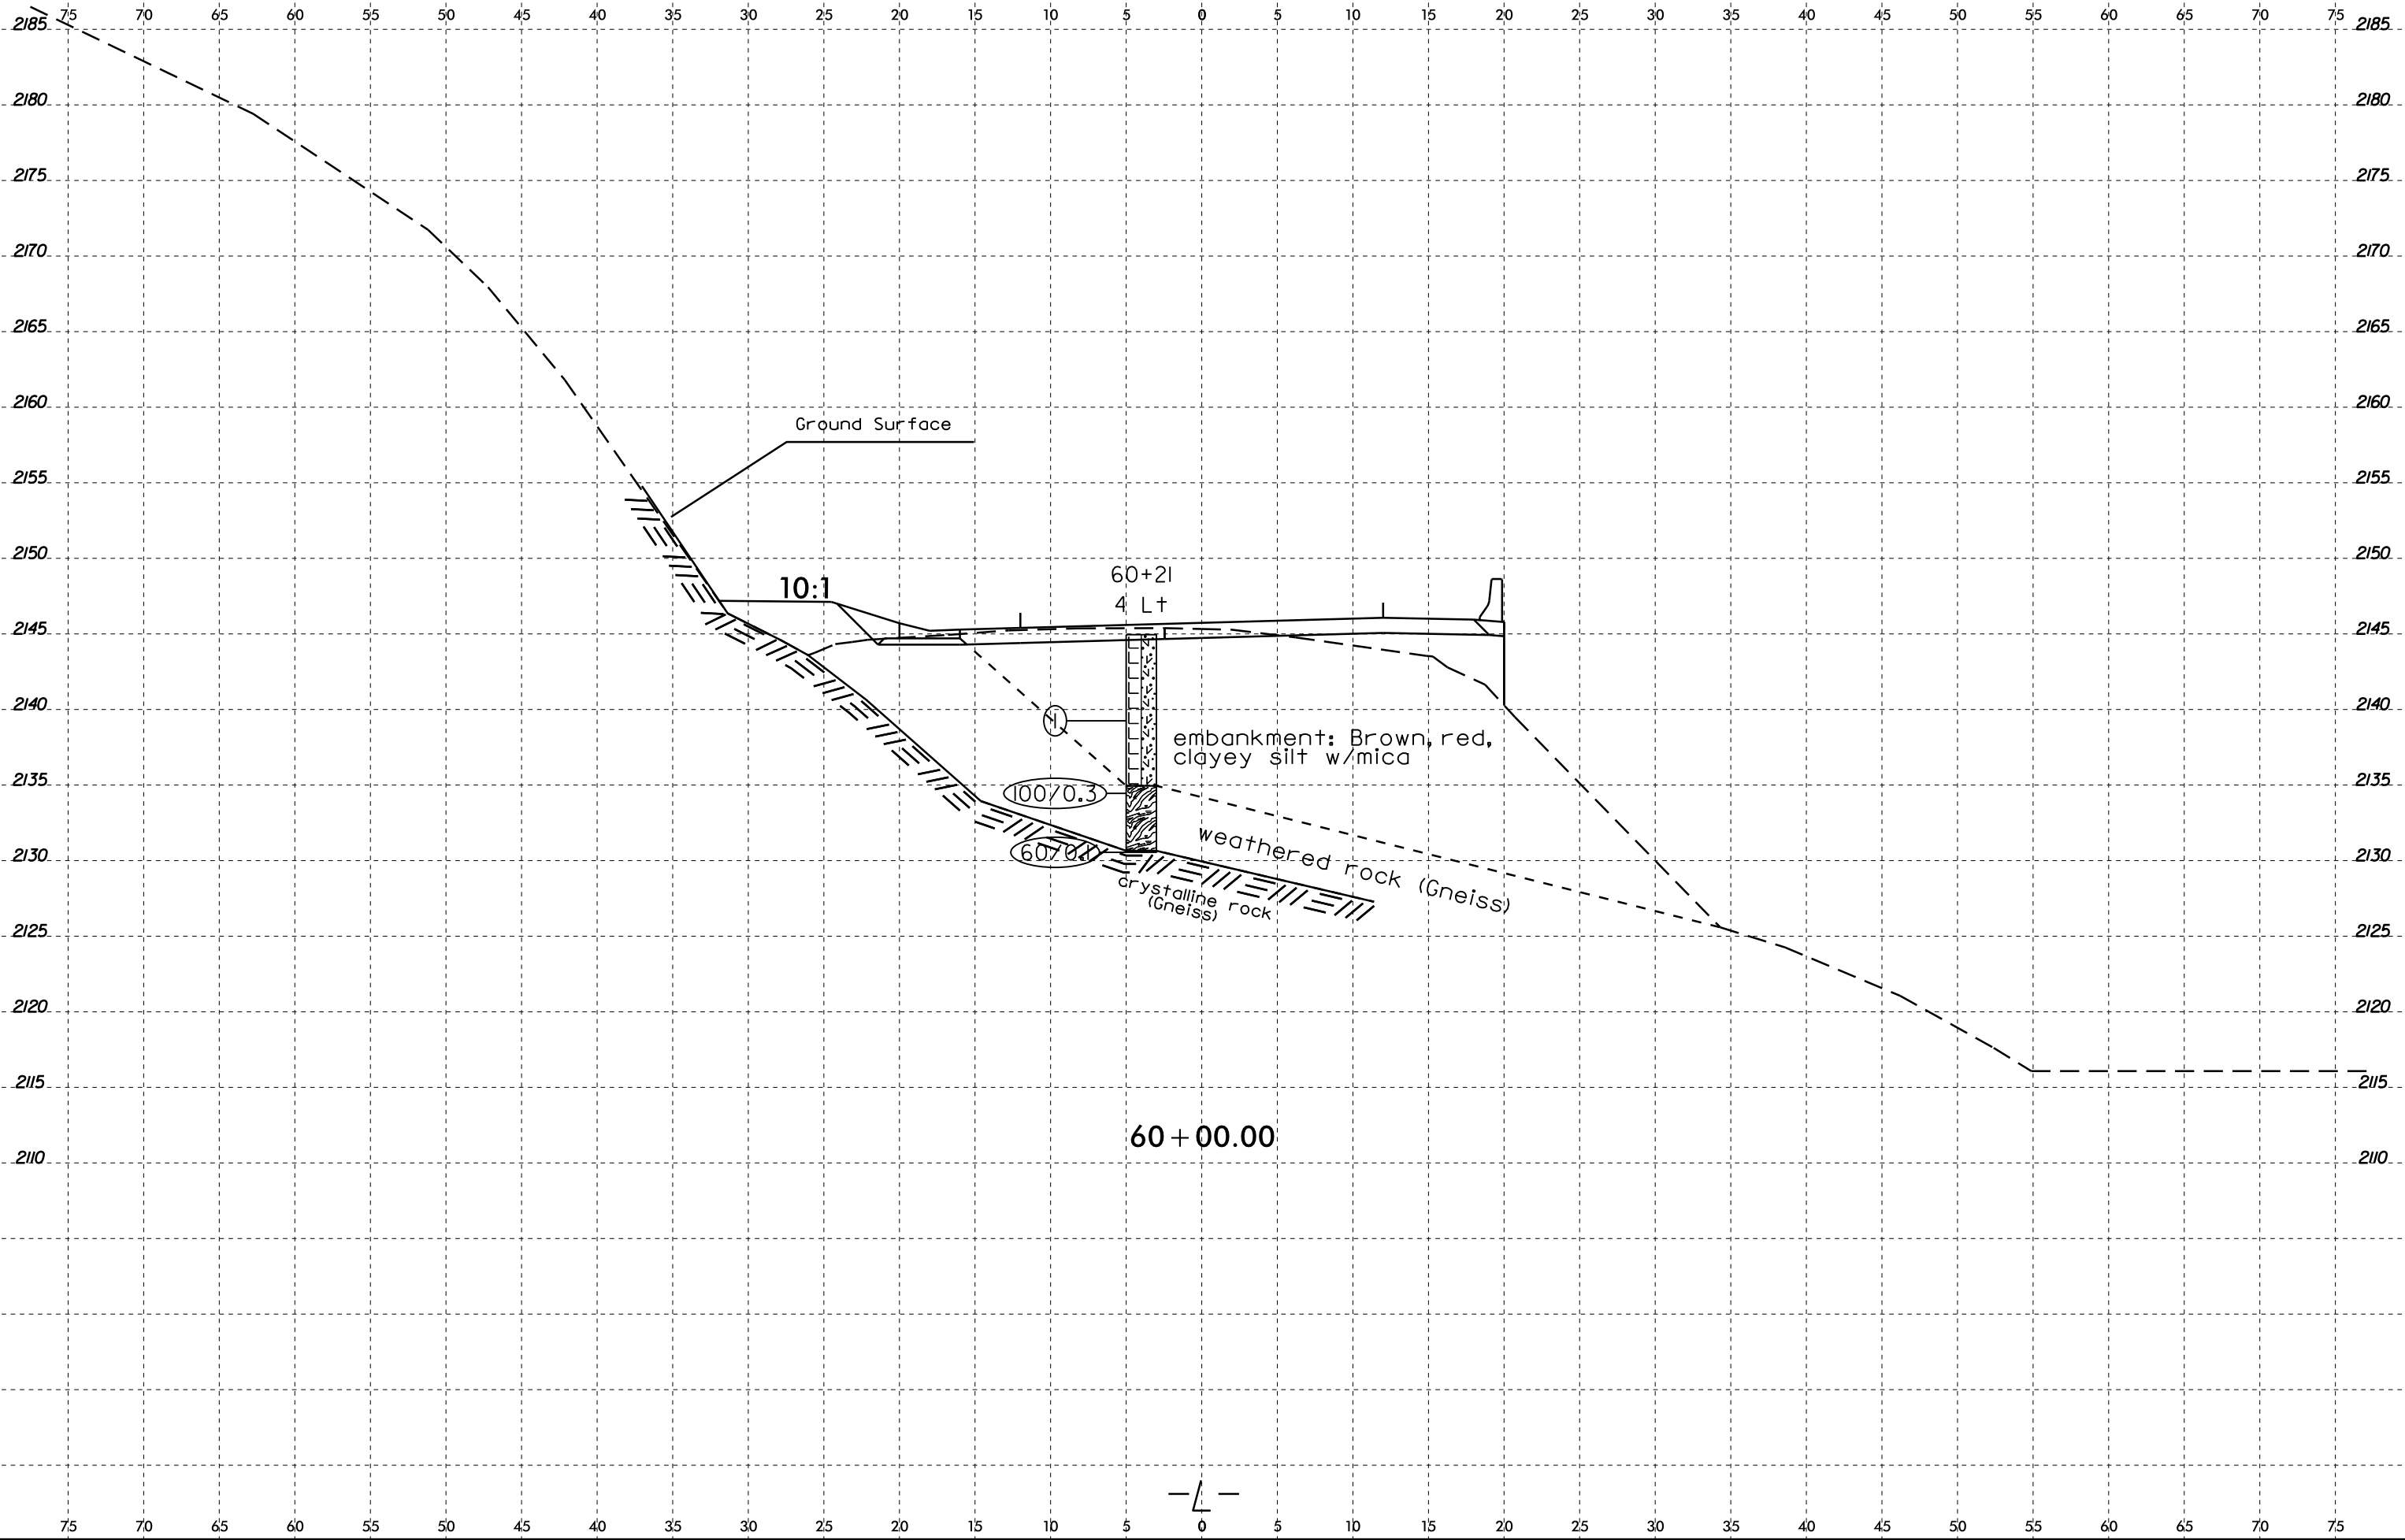 75 70 65 60 55 50 45 40 35 30 25 20 15 10 5 0 5 10 15 20 25 30 35 40 45 50 55 60 65 70 75
2185 2185
2180 2180
2175 2175
2170 2170
2165 2165
2160 2160
Ground Surface
2155 2155
2150 2150
60+21
10:1
4 Lt
2145 2145
2140 2140
1
embankment: Brown, red,
clayey silt w/mica
2135 2135
100/0.3
weathered rock (Gneiss)
2130 2130
60/0.1
crystalline rock
(Gneiss)
2125 2125
2120 2120
2115 2115
60+00.00
2110 2110
-L-
75 70 65 60 55 50 45 40 35 30 25 20 15 10 5 0 5 10 15 20 25 30 35 40 45 50 55 60 65 70 75